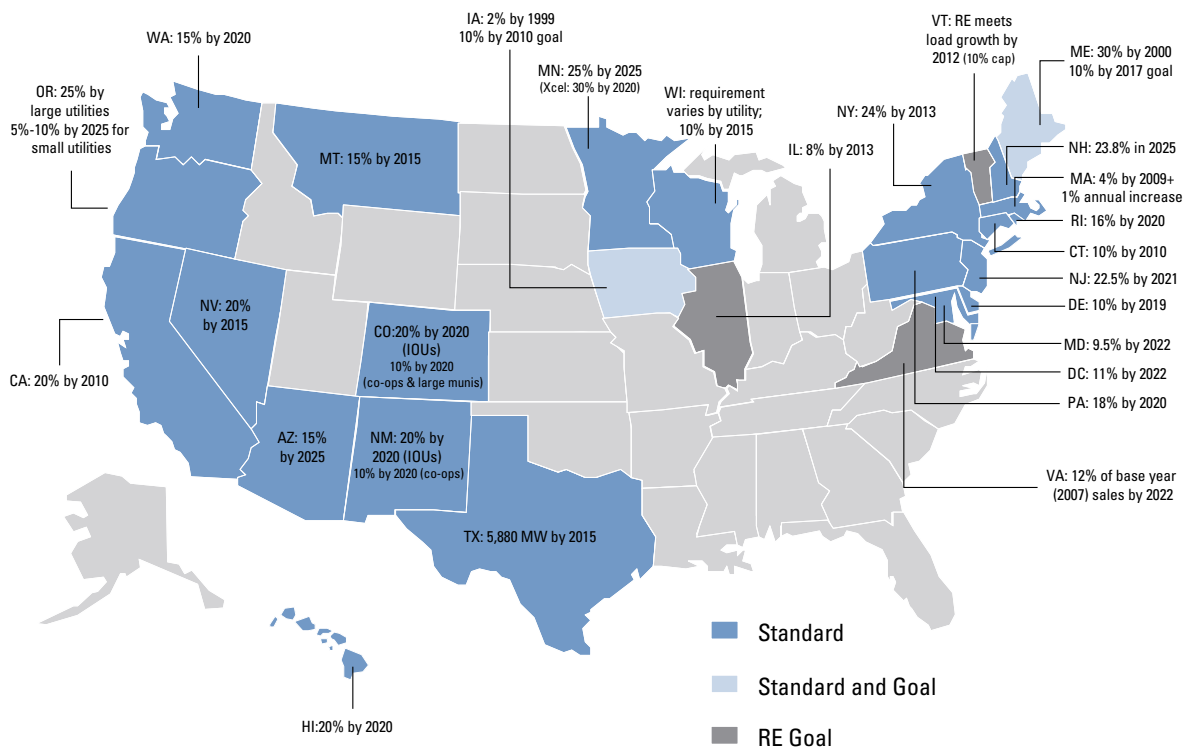 WA: 15% by 2020
IA: 2% by 1999
10% by 2010 goal
VT: RE meets
load growth by
2012 (10% cap)
ME: 30% by 2000
10% by 2017 goal
OR: 25% by
large utilities
5%-10% by 2025 for
small utilities
MN: 25% by 2025
(Xcel: 30% by 2020)
WI: requirement
varies by utility;
10% by 2015
NY: 24% by 2013
IL: 8% by 2013
NH: 23.8% in 2025
MT: 15% by 2015
MA: 4% by 2009+
1% annual increase
RI: 16% by 2020
CT: 10% by 2010
NJ: 22.5% by 2021
NV: 20%
by 2015
DE: 10% by 2019
CO:20% by 2020
(IOUs)
10% by 2020
(co-ops & large munis)
MD: 9.5% by 2022
CA: 20% by 2010
DC: 11% by 2022
PA: 18% by 2020
AZ: 15%
by 2025
NM: 20% by
2020 (IOUs)
10% by 2020 (co-ops)
VA: 12% of base year
(2007) sales by 2022
TX: 5,880 MW by 2015
Standard
Standard and Goal
HI:20% by 2020
RE Goal